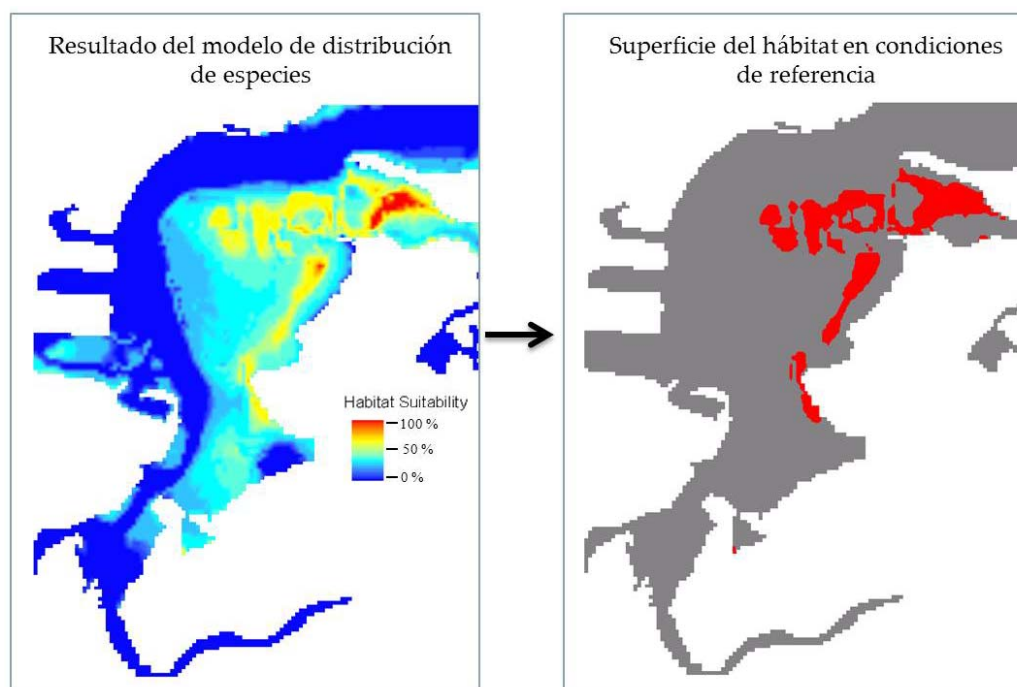 Resultado del modelo de distribución
de especies
Habitat Suitability
100 %
50 %
0 %
Superficie del hábitat en condiciones
de referencia